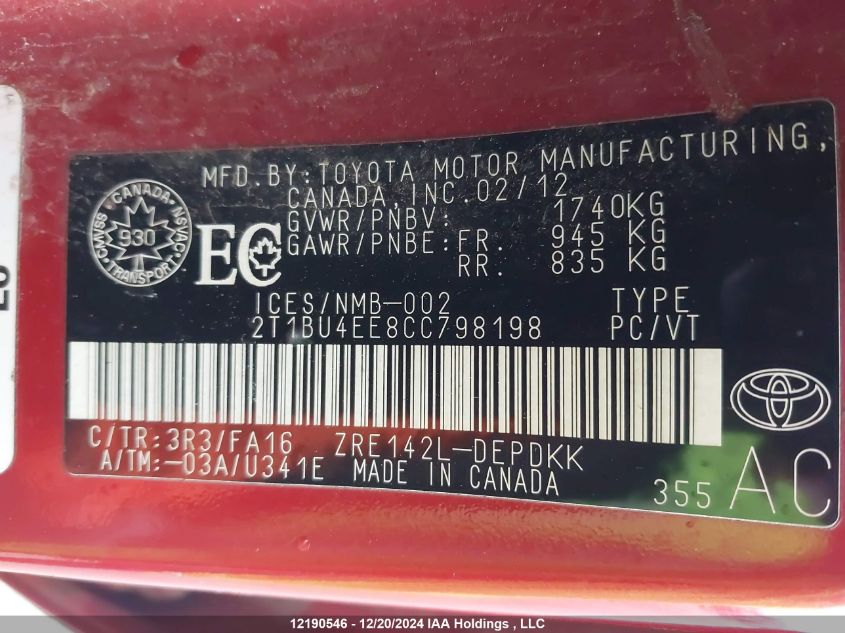 MFD.BY:TOYOTA MOTOR MANUFACTURING,
CANADA,INC.02/12
GVWR/PNBV: 1740KG
GAWR/PNBE:FR. 945 KG
RR. 835 KG
CANADA
CMVSS NSVAC
930
TRANSPORT
EC
ICES/NMB-002 TYPE
2T1BU4EE8CC798198 PC/VT
C/TR:3R3/FA16 ZRE142L-DEPDKK
A/TM:-03A/U341E MADE IN CANADA
355 AC
12190546 - 12/20/2024 IAA Holdings , LLC